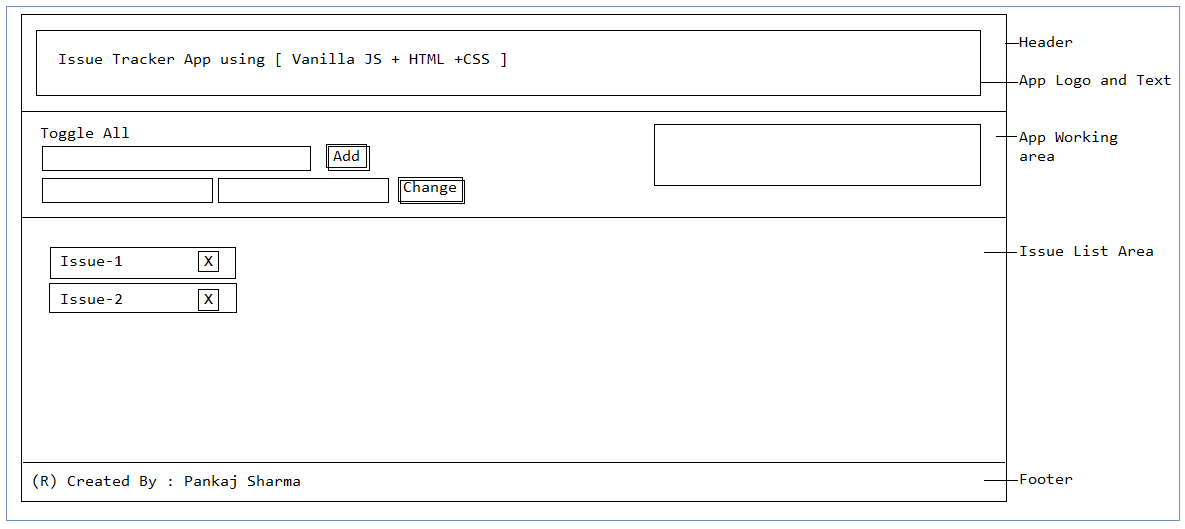 Issue Tracker App using [ Vanilla JS + HTML +CSS ]
Header
App Logo and Text
Toggle All
App Working
area
Add
Change
Issue-1 X
Issue List Area
Issue-2 X
(R) Created By : Pankaj Sharma
Footer